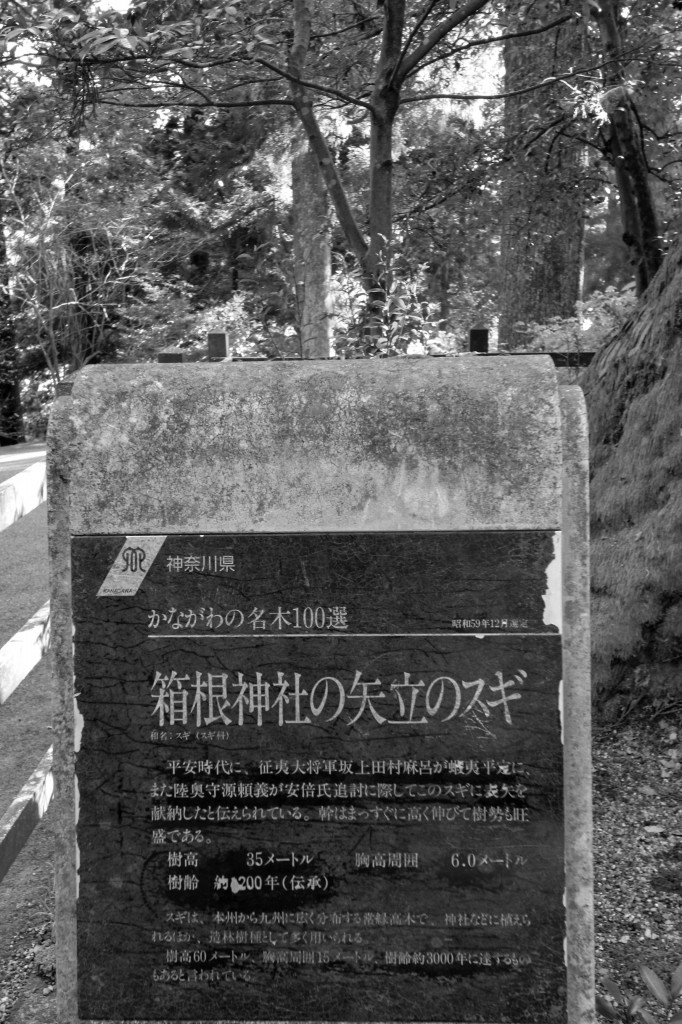 神奈川県
KANAGAWA
かながわの名木100選
昭和59年12月選定
箱根神社の矢立のスギ
和名:スギ(スギ科)
平安時代に、征夷大将軍坂上田村麻呂が蝦夷平定に、
また陸奥守源頼義が安倍氏追討に際してこのスギに表矢を
献納したと伝えられている。幹はまっすぐに高く伸びて樹勢も旺
盛である。
樹高 35メートル 胸高周囲 6.0メートル
樹齢 約1200年(伝承)
スギは、本州から九州に広く分布する常緑高木で、神社などに植えら
れるほか、造林樹種として多く用いられる。
樹高60メートル、胸高周囲15メートル、樹齢約3000年に達するもの
もあると言われている。